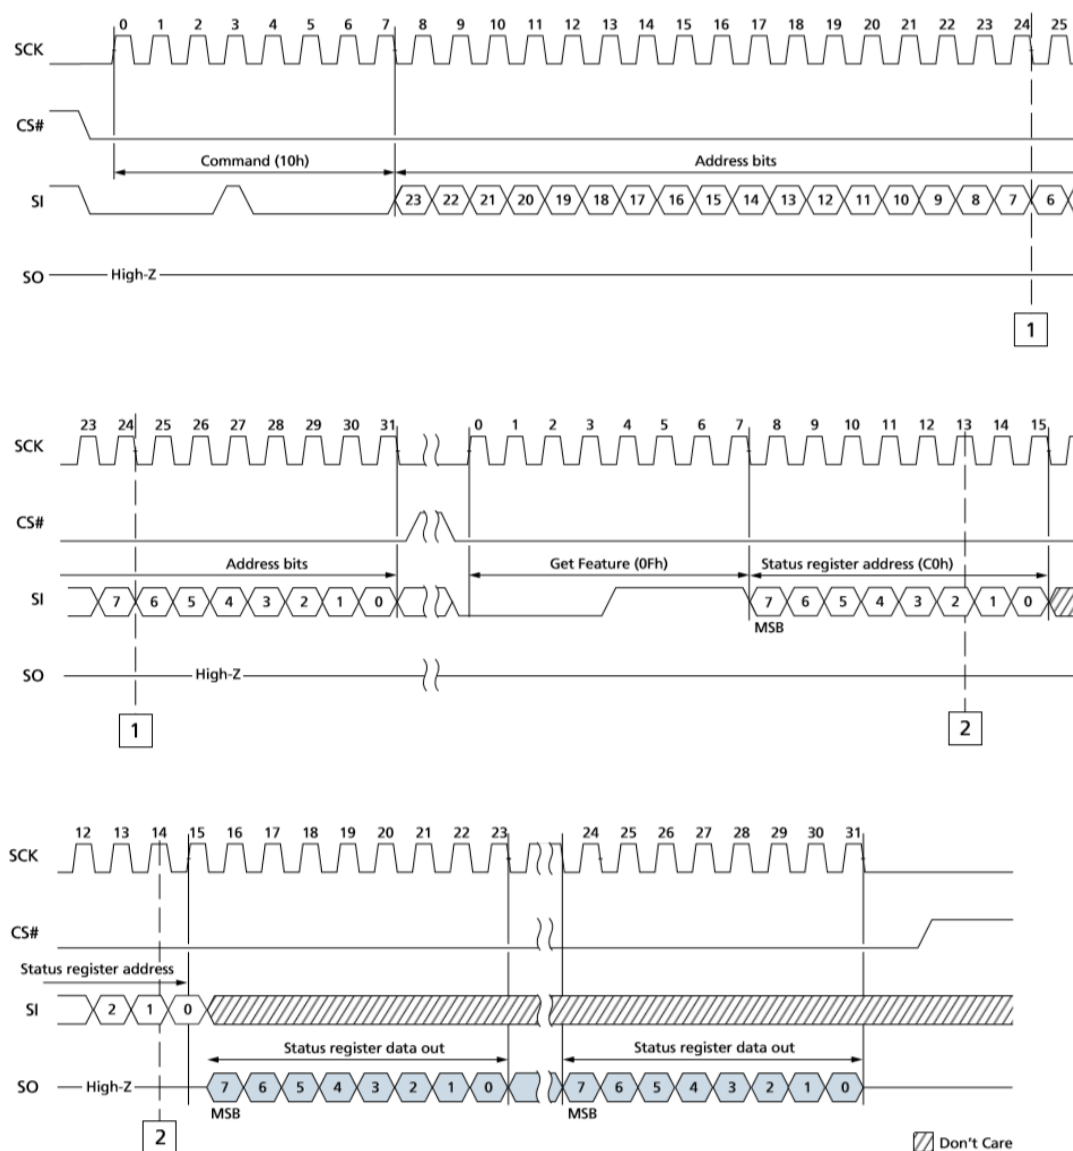 0 1 2 3 4 5 6 7 8 9 10 11 12 13 14 15 16 17 18 19 20 21 22 23 24 25
SCK
CS#
Command (10h) Address bits
SI 23 22 21 20 19 18 17 16 15 14 13 12 11 10 9 8 7 6
SO High-Z
1
23 24 25 26 27 28 29 30 31 0 1 2 3 4 5 6 7 8 9 10 11 12 13 14 15
SCK
CS#
Address bits Get Feature (0Fh) Status register address (C0h)
SI 7 6 5 4 3 2 1 0 7 6 5 4 3 2 1 0
MSB
SO High-Z
1 2
12 13 14 15 16 17 18 19 20 21 22 23 24 25 26 27 28 29 30 31
SCK
CS#
Status register address
SI 2 1 0
Status register data out Status register data out
SO High-Z 7 6 5 4 3 2 1 0 7 6 5 4 3 2 1 0
MSB MSB
2
Don't Care